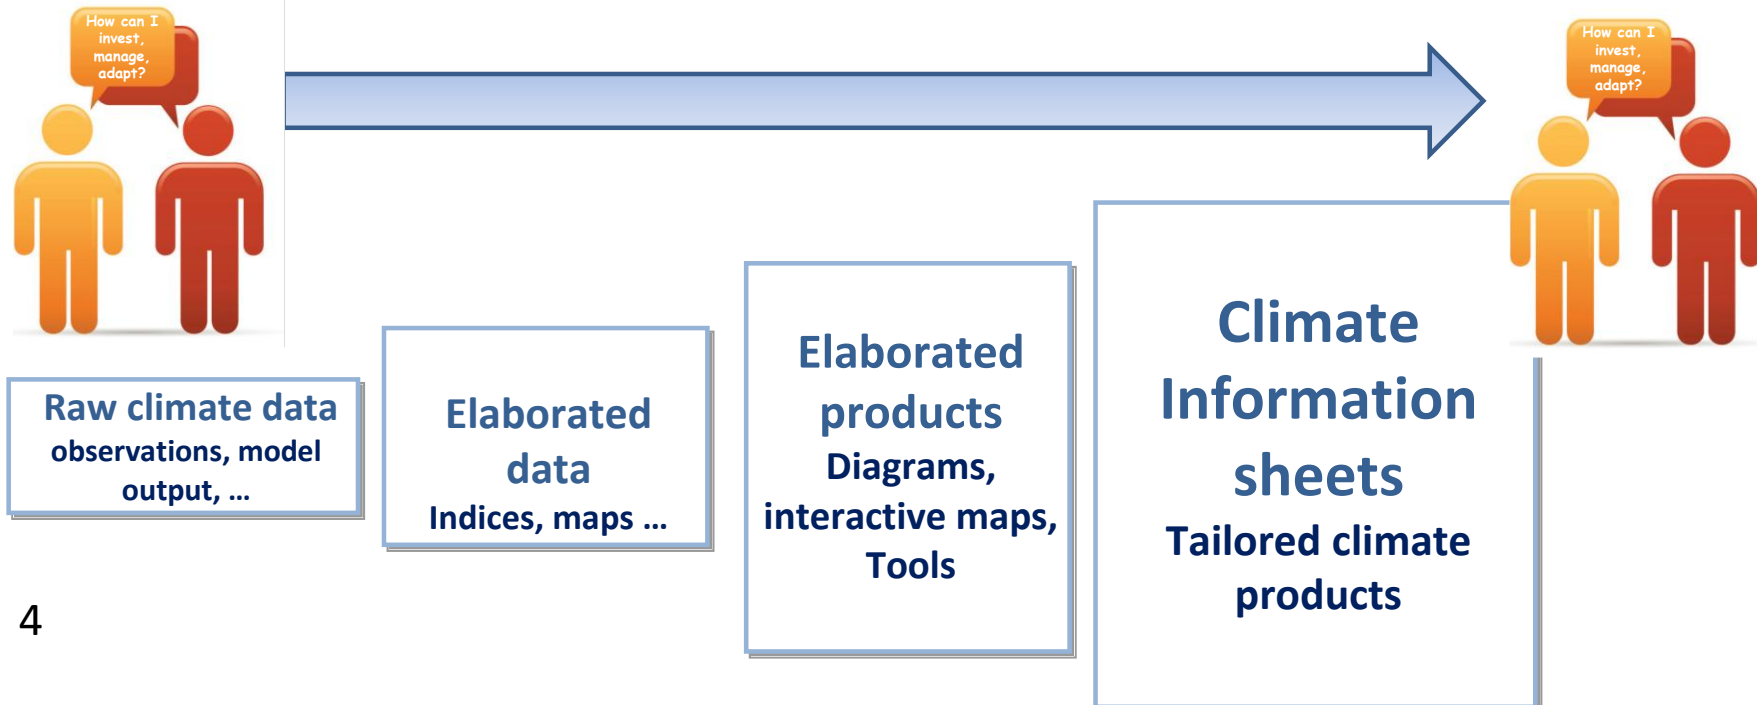 How can I
invest,
manage,
adapt?
How can I
invest,
manage,
adapt?
Raw climate data
observations, model
output, ...
Elaborated
data
Indices, maps ...
Elaborated
products
Diagrams,
interactive maps,
Tools
Climate
Information
sheets
Tailored climate
products
4